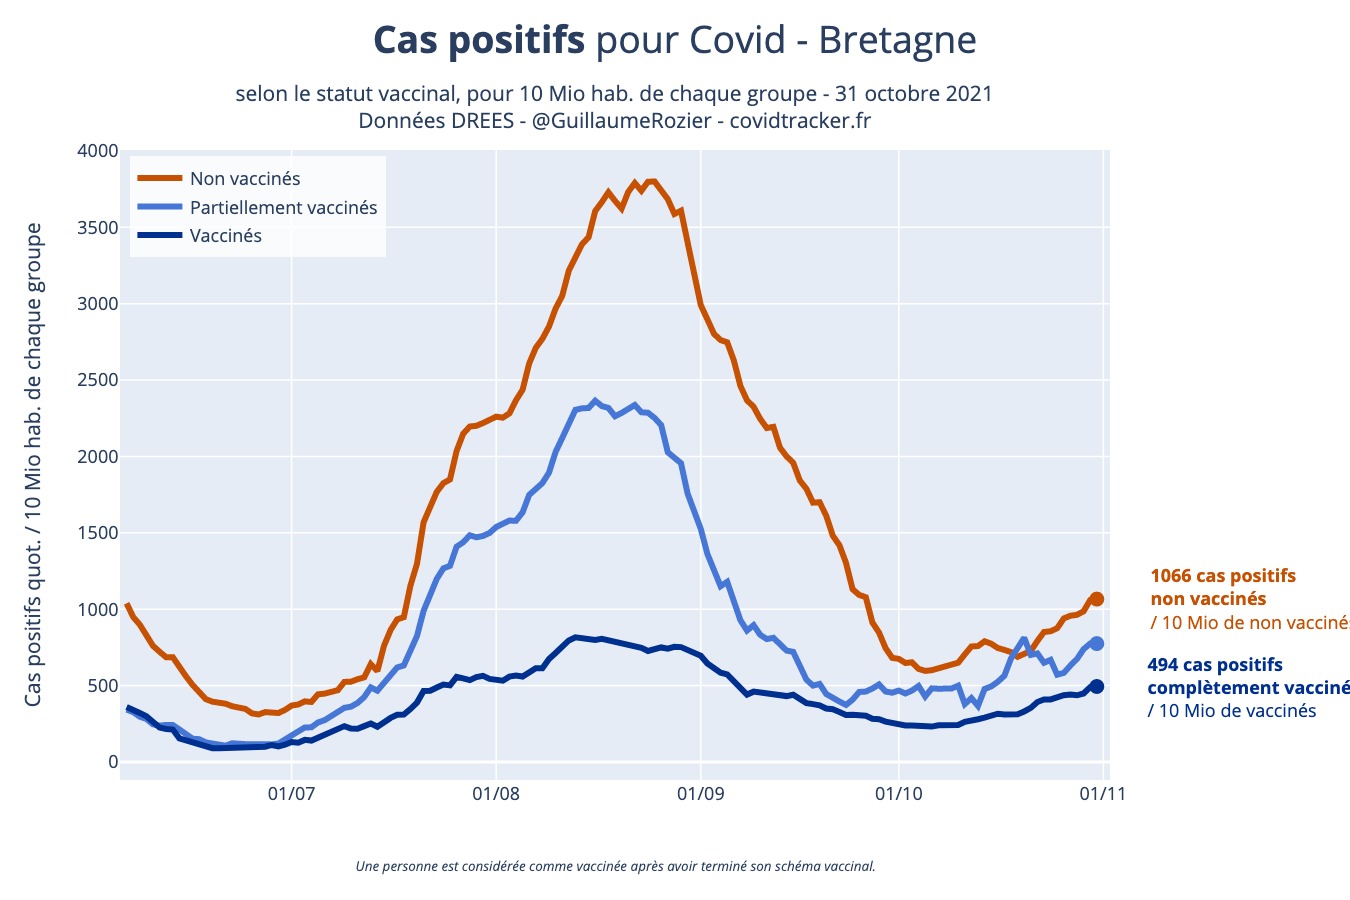 Cas positifs pour Covid - Bretagne
selon le statut vaccinal, pour 10 Mio hab. de chaque groupe - 31 octobre 2021
Données DREES - @GuillaumeRozier - covidtracker.fr
Cas positifs quot. / 10 Mio hab. de chaque groupe
4000
3500
3000
2500
2000
1500
1000
500
0
Non vaccinés
Partiellement vaccinés
Vaccinés
01/07
01/08
01/09
01/10
01/11
1066 cas positifs
non vaccinés
/ 10 Mio de non vaccinés
494 cas positifs
complètement vacciné
/ 10 Mio de vaccinés
Une personne est considérée comme vaccinée après avoir terminé son schéma vaccinal.